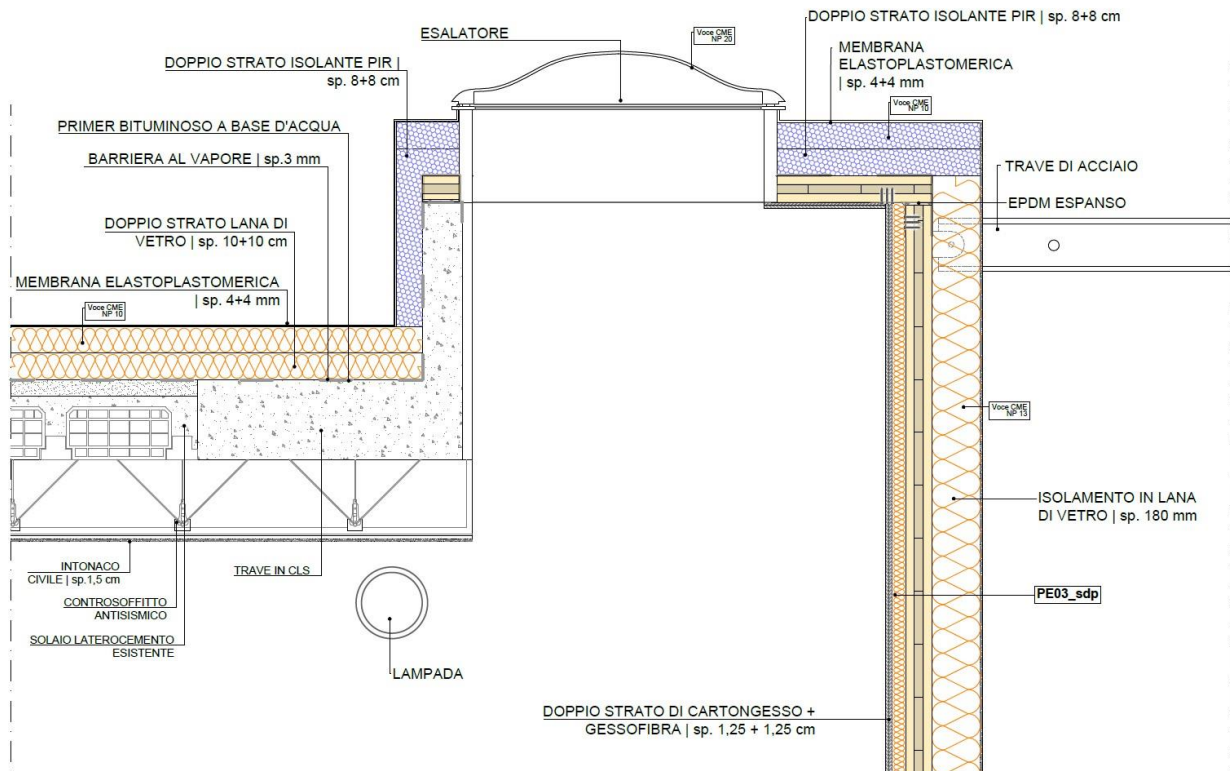 ESALATORE
Voce CME
NP 20
DOPPIO STRATO ISOLANTE PIR | sp. 8+8 cm
MEMBRANA
ELASTOPLASTOMERICA
| sp. 4+4 mm
DOPPIO STRATO ISOLANTE PIR |
sp. 8+8 cm
Voce CME
NP 10
PRIMER BITUMINOSO A BASE D'ACQUA
BARRIERA AL VAPORE | sp.3 mm
TRAVE DI ACCIAIO
EPDM ESPANSO
DOPPIO STRATO LANA DI
VETRO | sp. 10+10 cm
MEMBRANA ELASTOPLASTOMERICA
| sp. 4+4 mm
Voce CME
NP 10
Voce CME
NP 13
ISOLAMENTO IN LANA
DI VETRO | sp. 180 mm
INTONACO
CIVILE | sp.1,5 cm
TRAVE IN CLS
CONTROSOFFITTO
ANTISISMICO
PE03_sdp
SOLAIO LATEROCEMENTO
ESISTENTE
LAMPADA
DOPPIO STRATO DI CARTONGESSO +
GESSOFIBRA | sp. 1,25 + 1,25 cm